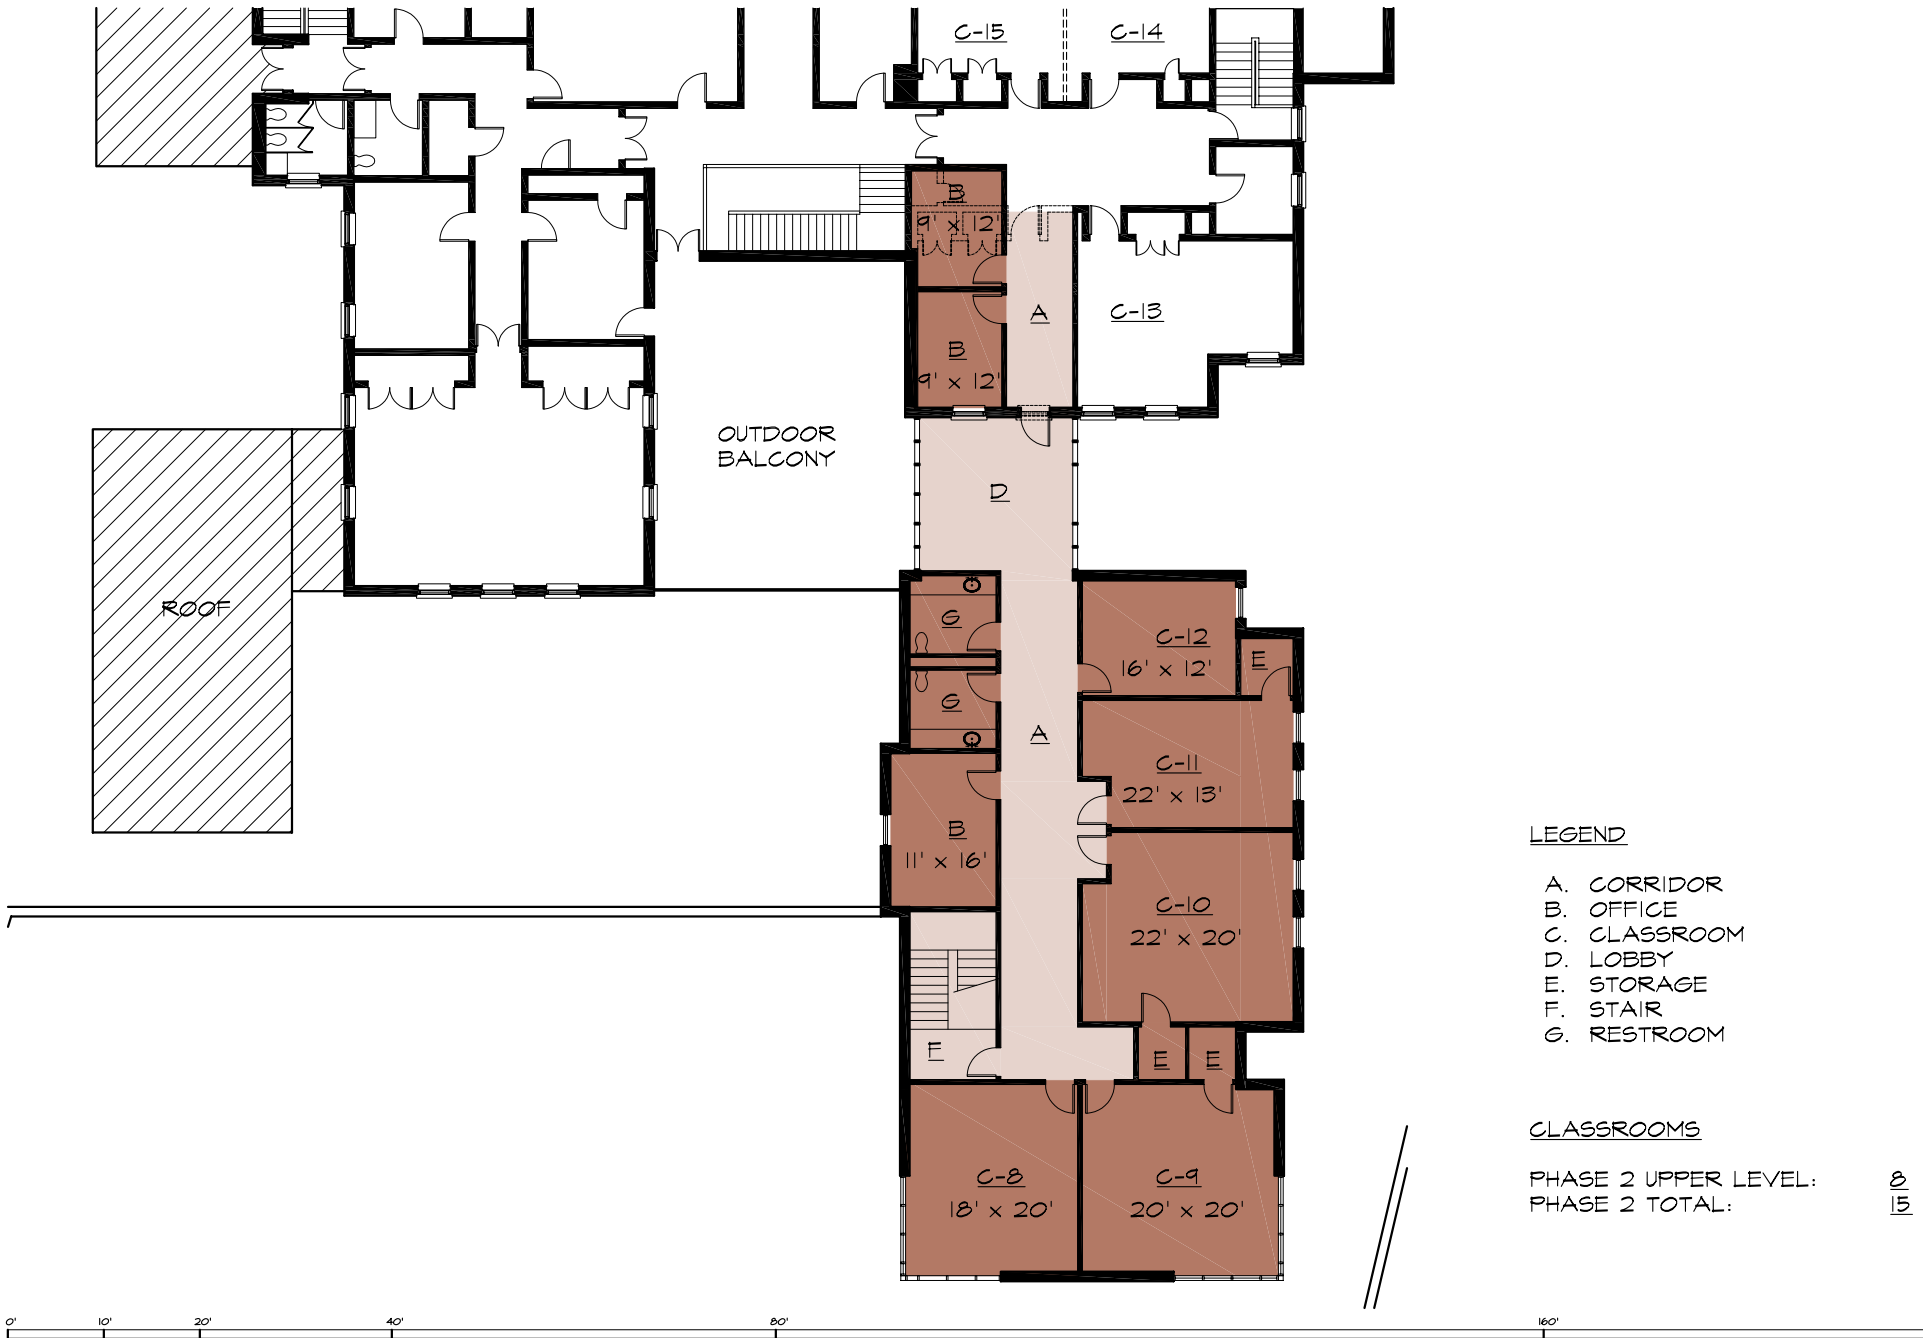 C-15
C-14
B
9' x 12'
A
C-13
B
9' x 12'
OUTDOOR
BALCONY
D
ROOF
G
C-12
16' x 12'
E
G
A
C-11
22' x 13'
B
11' x 16'
C-10
22' x 20'
F
E
E
C-8
18' x 20'
C-9
20' x 20'
LEGEND
A. CORRIDOR
B. OFFICE
C. CLASSROOM
D. LOBBY
E. STORAGE
F. STAIR
G. RESTROOM
CLASSROOMS
PHASE 2 UPPER LEVEL: 8
PHASE 2 TOTAL: 15
0' 10' 20' 40' 80' 160'